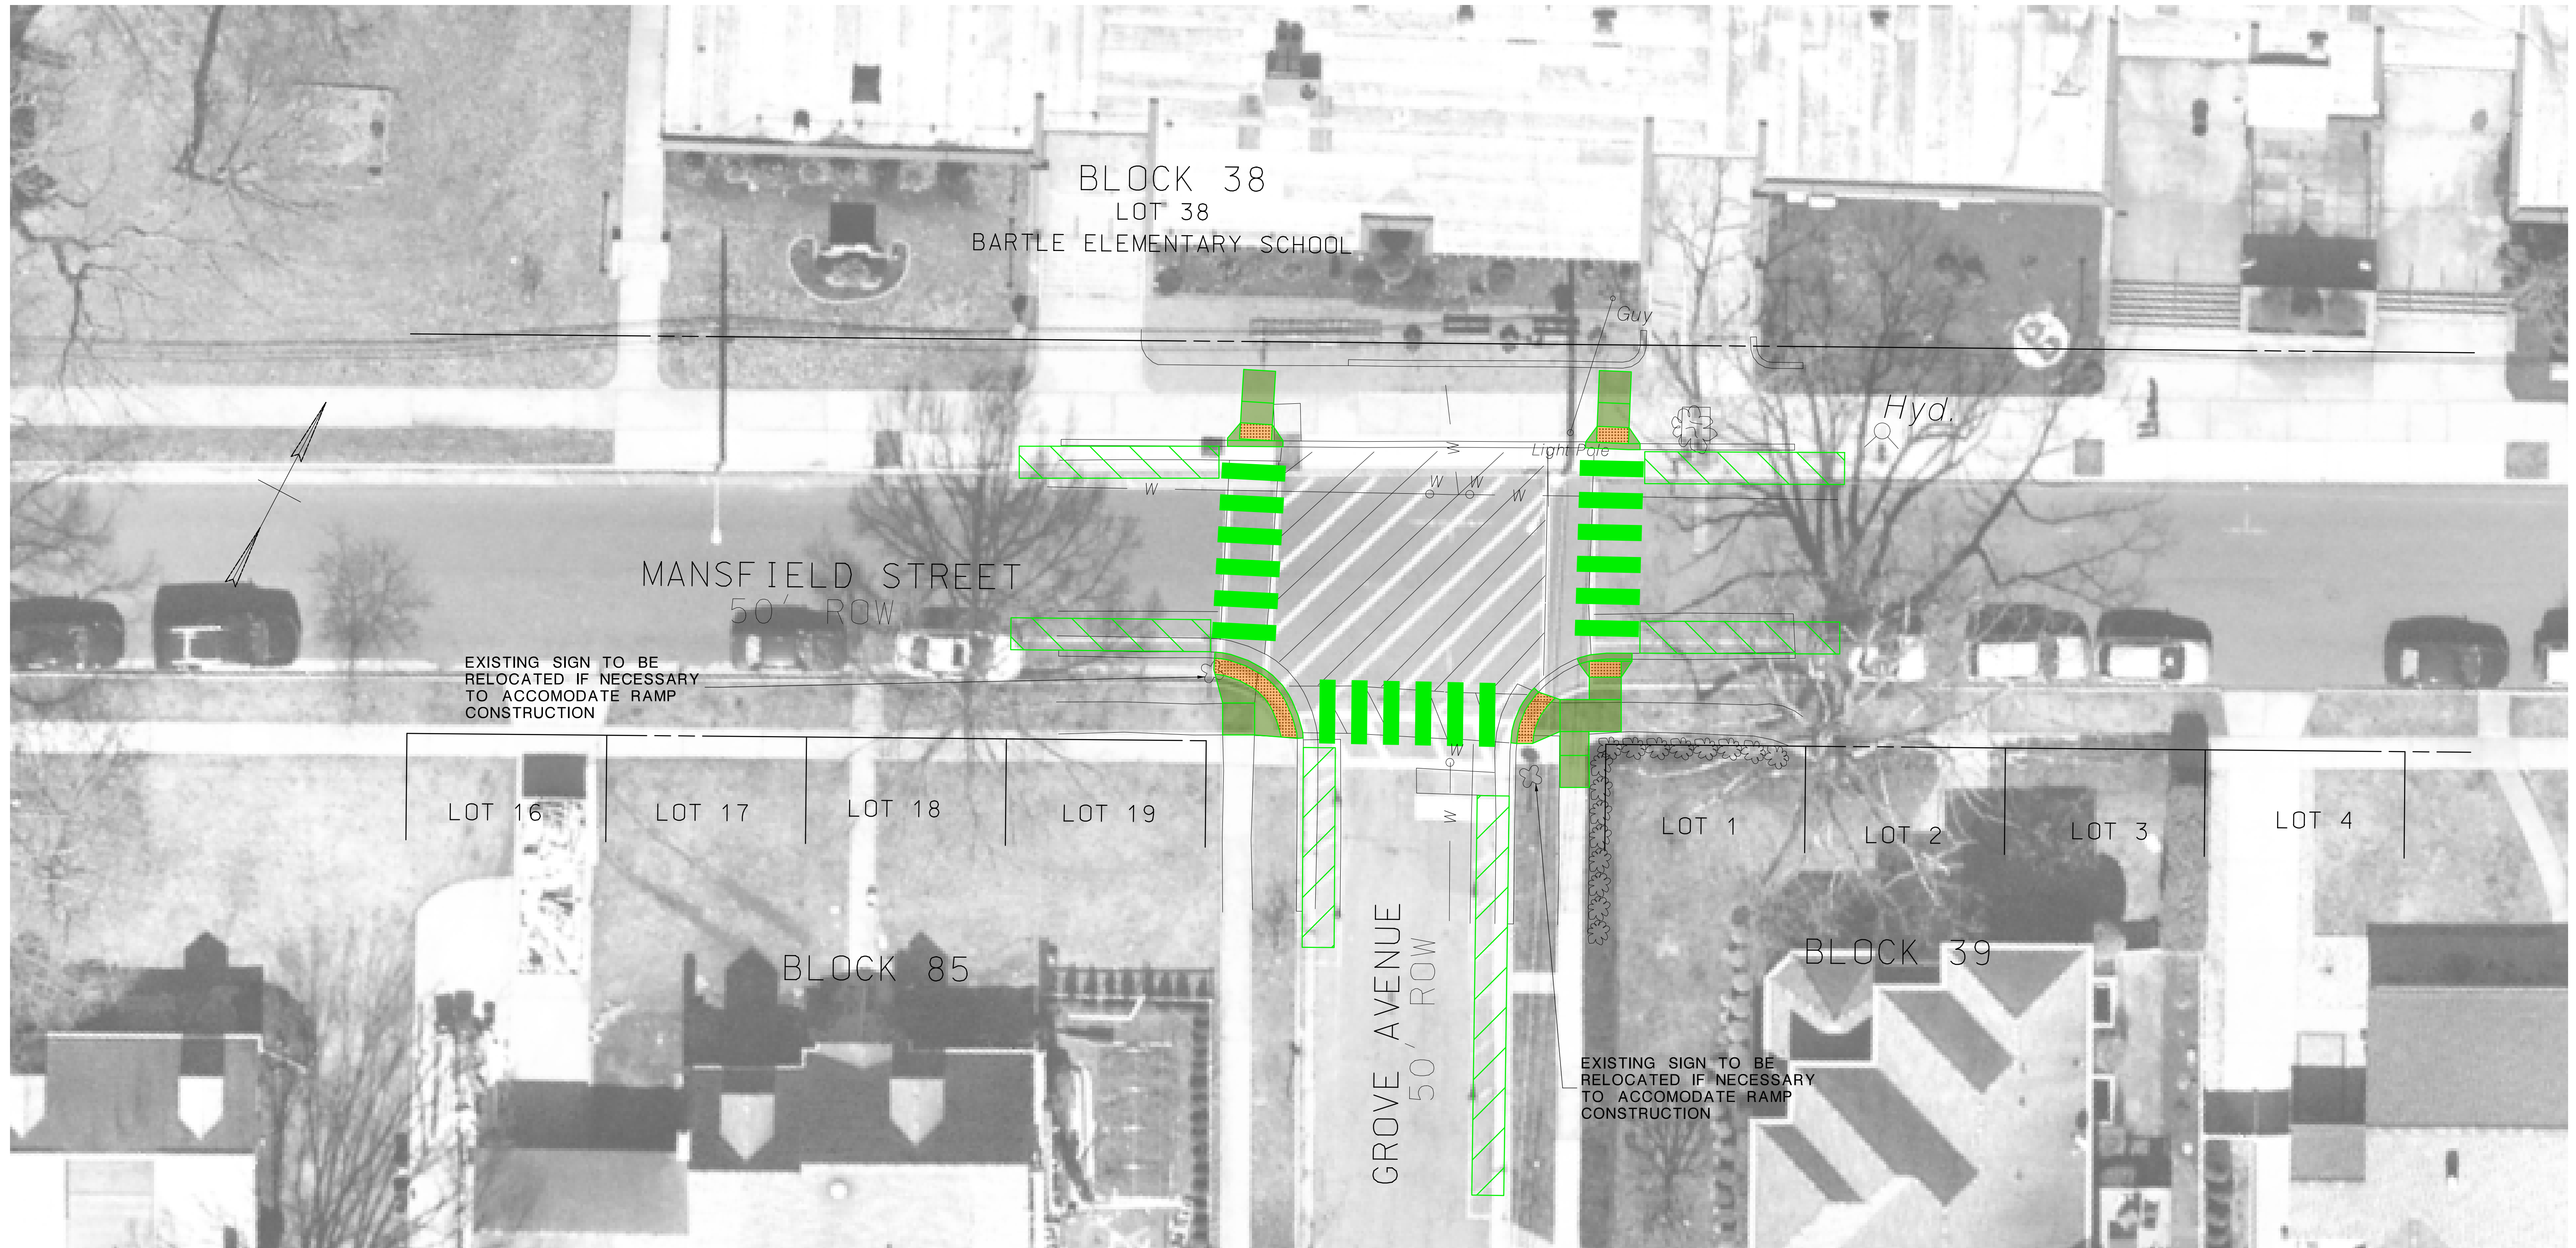 BLOCK 38
LOT 38
BARTLE ELEMENTARY SCHOOL
Guy
Hyd.
Light Pole
W
W
W
W
W
MANSFIELD STREET
50' ROW
EXISTING SIGN TO BE
RELOCATED IF NECESSARY
TO ACCOMODATE RAMP
CONSTRUCTION
W
W
LOT 16
LOT 17
LOT 18
LOT 19
LOT 1
LOT 2
LOT 3
LOT 4
BLOCK 85
BLOCK 39
GROVE AVENUE
50' ROW
EXISTING SIGN TO BE
RELOCATED IF NECESSARY
TO ACCOMODATE RAMP
CONSTRUCTION